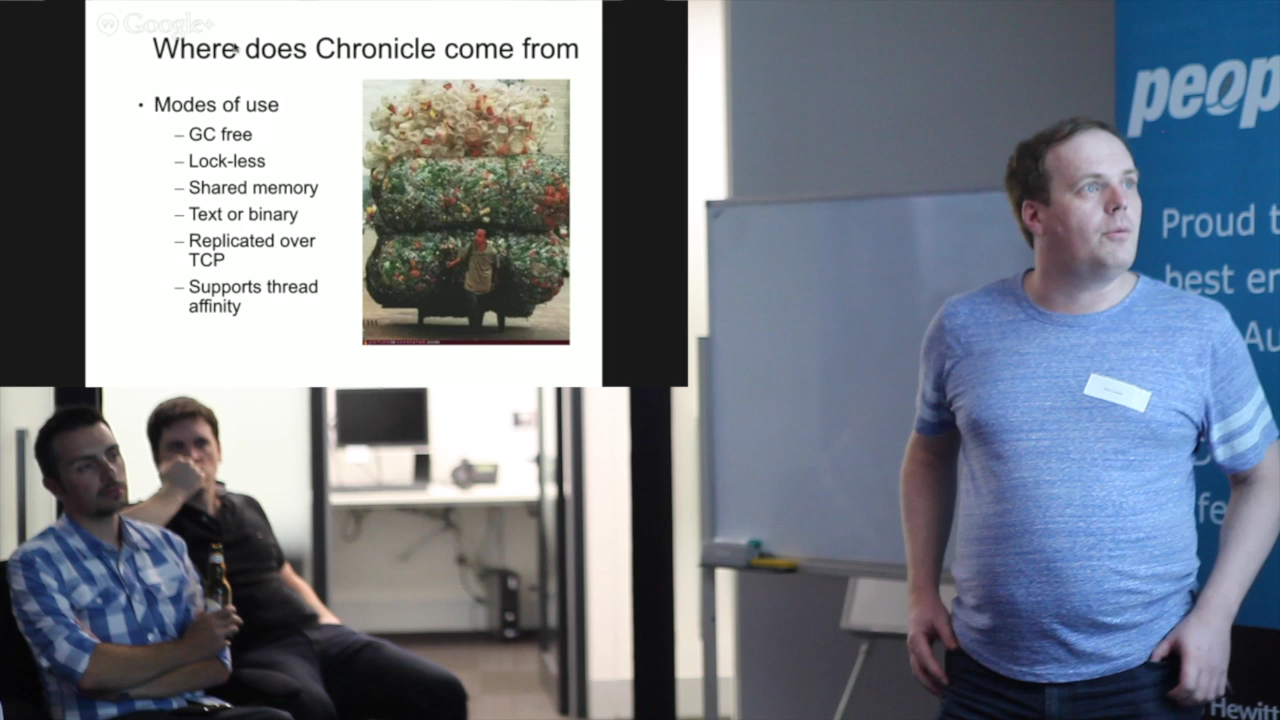 Google+
Where does Chronicle come from
• Modes of use
– GC free
– Lock-less
– Shared memory
– Text or binary
– Replicated over
TCP
– Supports thread
affinity
peop
Proud t
best er
Au
fe
Hewitt